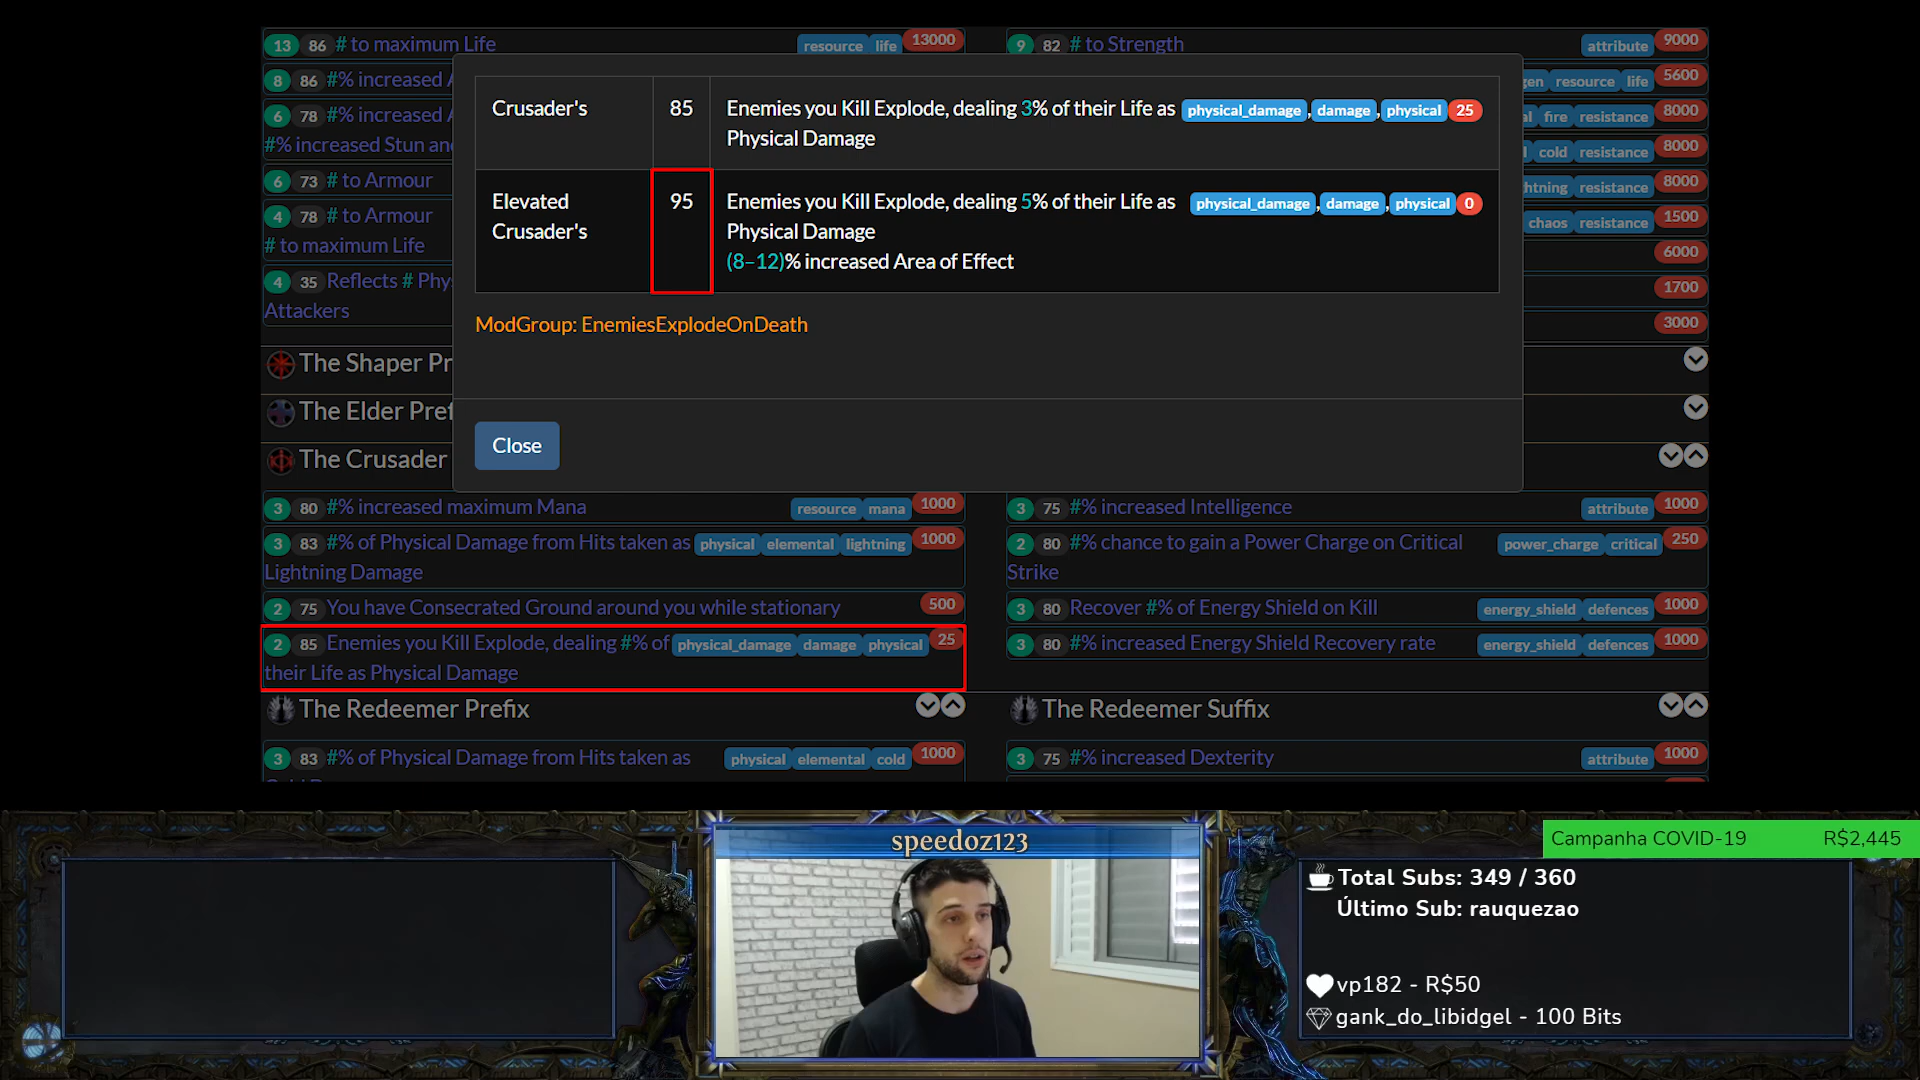 13 86 # to maximum Life resource life 13000
9 82 # to Strength attribute 9000
8 86 #% increased
gen resource life 5600
6 78 #% increased
#% increased Stun and
fire resistance 8000
cold resistance 8000
6 73 # to Armour
resistance 8000
4 78 # to Armour
# to maximum Life
chaos resistance 1500
6000
4 35 Reflects # Phys
Attackers
1700
3000
Crusader's 85 Enemies you Kill Explode, dealing 3% of their Life as physical_damage, damage, physical 25
Physical Damage
Elevated 95 Enemies you Kill Explode, dealing 5% of their Life as physical_damage, damage, physical 0
Crusader's Physical Damage
(8–12)% increased Area of Effect
ModGroup: EnemiesExplodeOnDeath
Close
The Shaper Pr
The Elder Pref
The Crusader
3 80 #% increased maximum Mana resource mana 1000
3 75 #% increased Intelligence attribute 1000
3 83 #% of Physical Damage from Hits taken as physical elemental lightning 1000
Lightning Damage
2 80 #% chance to gain a Power Charge on Critical power_charge critical 250
Strike
2 75 You have Consecrated Ground around you while stationary 500
3 80 Recover #% of Energy Shield on Kill energy_shield defences 1000
2 85 Enemies you Kill Explode, dealing #% of physical_damage damage physical 25
their Life as Physical Damage
3 80 #% increased Energy Shield Recovery rate energy_shield defences 1000
The Redeemer Prefix
The Redeemer Suffix
3 83 #% of Physical Damage from Hits taken as physical elemental cold 1000
3 75 #% increased Dexterity attribute 1000
speedoz123
Campanha COVID-19 R$2,445
Total Subs: 349 / 360
Último Sub: rauquezao
vp182 - R$50
gank_do_libidgel - 100 Bits